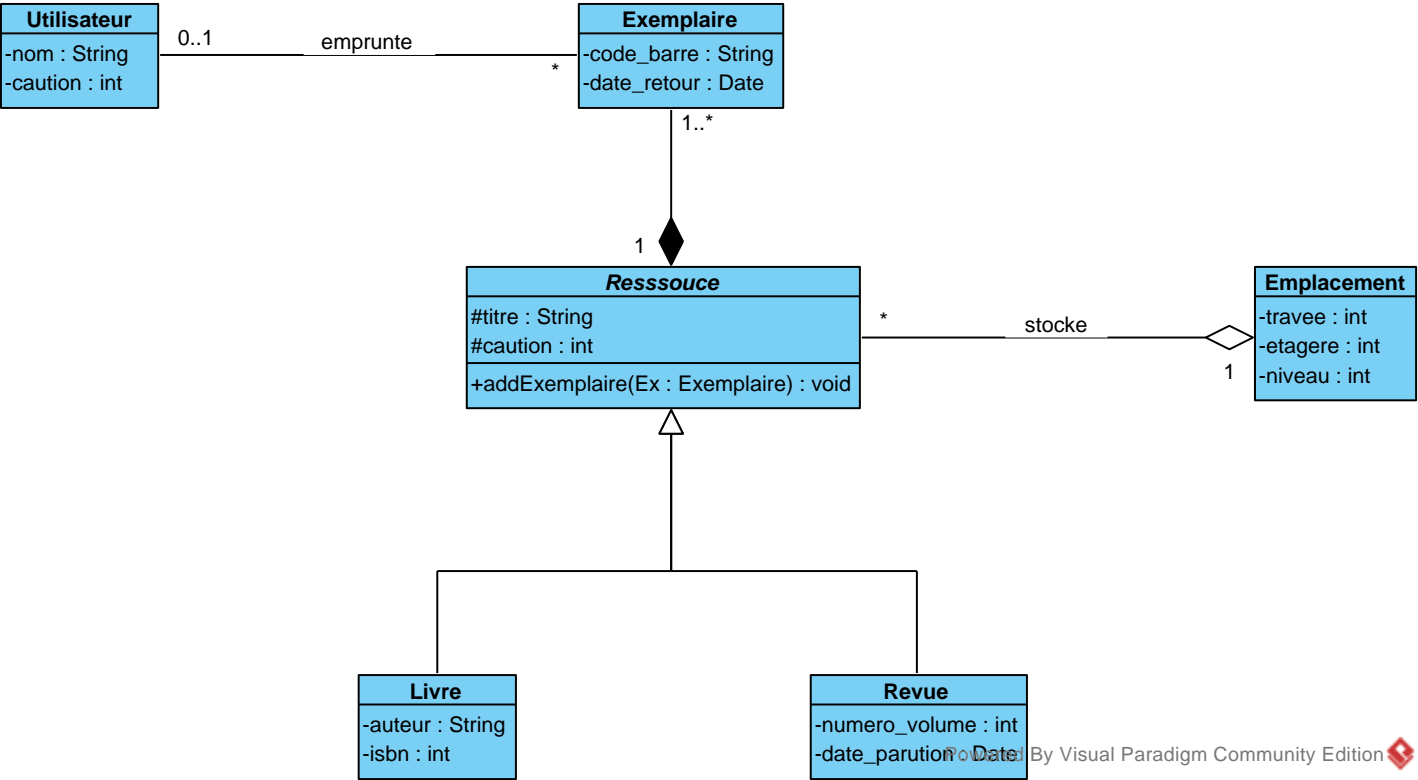 Utilisateur
-nom : String
-caution : int
0..1
emprunte
*
Exemplaire
-code_barre : String
-date_retour : Date
1..*
1
Resssouce
#titre : String
#caution : int
+addExemplaire(Ex : Exemplaire) : void
*
stocke
1
Emplacement
-travee : int
-etagere : int
-niveau : int
Livre
-auteur : String
-isbn : int
Revue
-numero_volume : int
-date_parution : Date
Powered By Visual Paradigm Community Edition